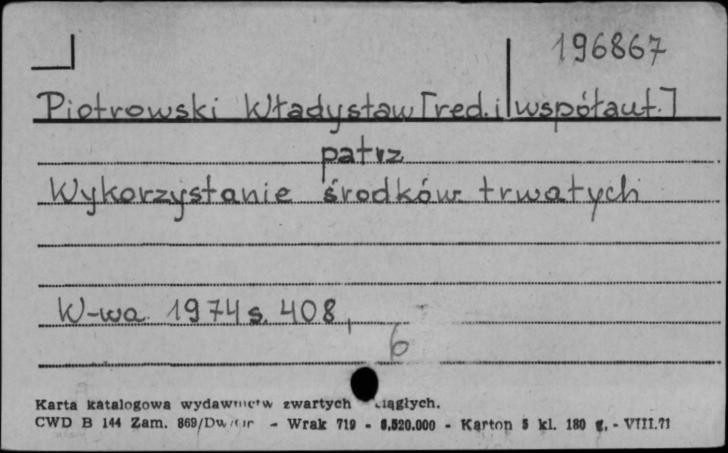 196867
Piotrowski Władysław [red. i współaut.]
patrz
Wykorzystanie środków trwałych
W-wa 1974 s. 408,
6
Karta katalogowa wydawnictw zwartych ciągłych.
CWD B 144 Zam. 869/Dw - Wrak 719 - 8.520.000 - Karton 5 kl. 180 g. - VIII.71